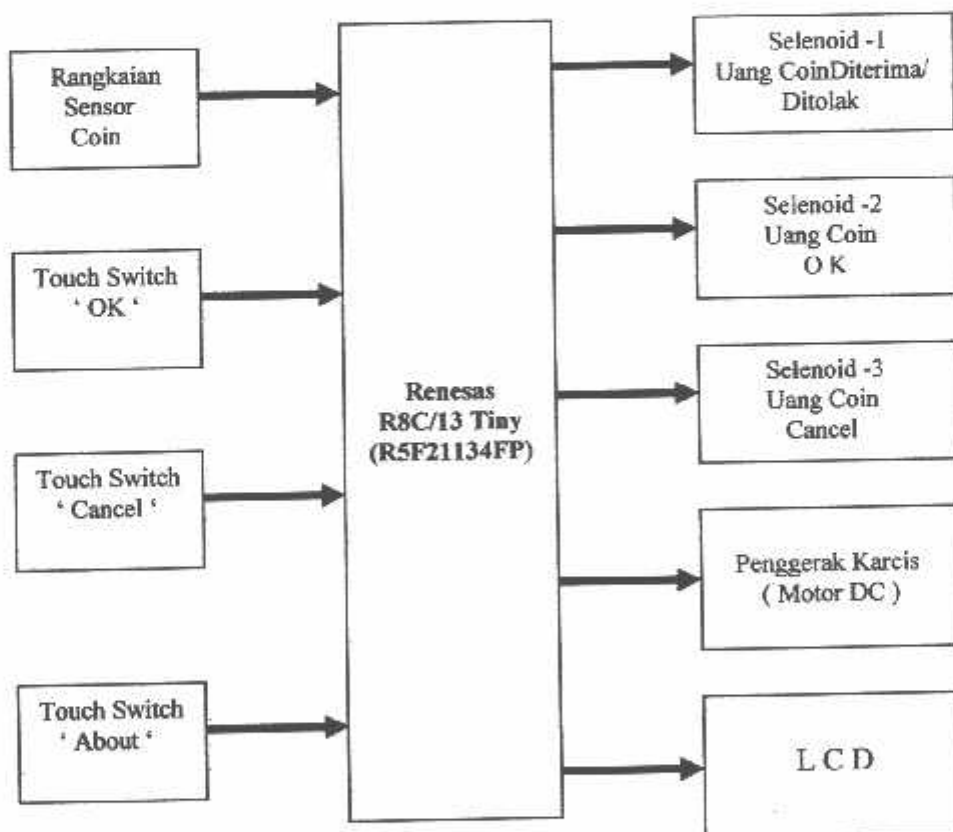 Rangkaian
Sensor
Coin
Touch Switch
‘ OK ‘
Touch Switch
‘ Cancel ‘
Touch Switch
‘ About ‘
Renesas
R8C/13 Tiny
(R5F21134FP)
Selenoid -1
Uang CoinDiterima/
Ditolak
Selenoid -2
Uang Coin
O K
Selenoid -3
Uang Coin
Cancel
Penggerak Karcis
( Motor DC )
L C D